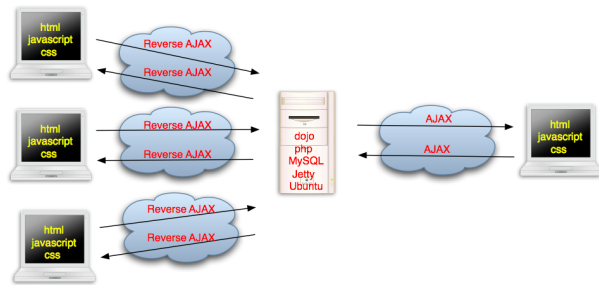 html
javascript
css
Reverse AJAX
Reverse AJAX
html
javascript
css
Reverse AJAX
Reverse AJAX
html
javascript
css
Reverse AJAX
Reverse AJAX
dojo
php
MySQL
Jetty
Ubuntu
AJAX
AJAX
html
javascript
css